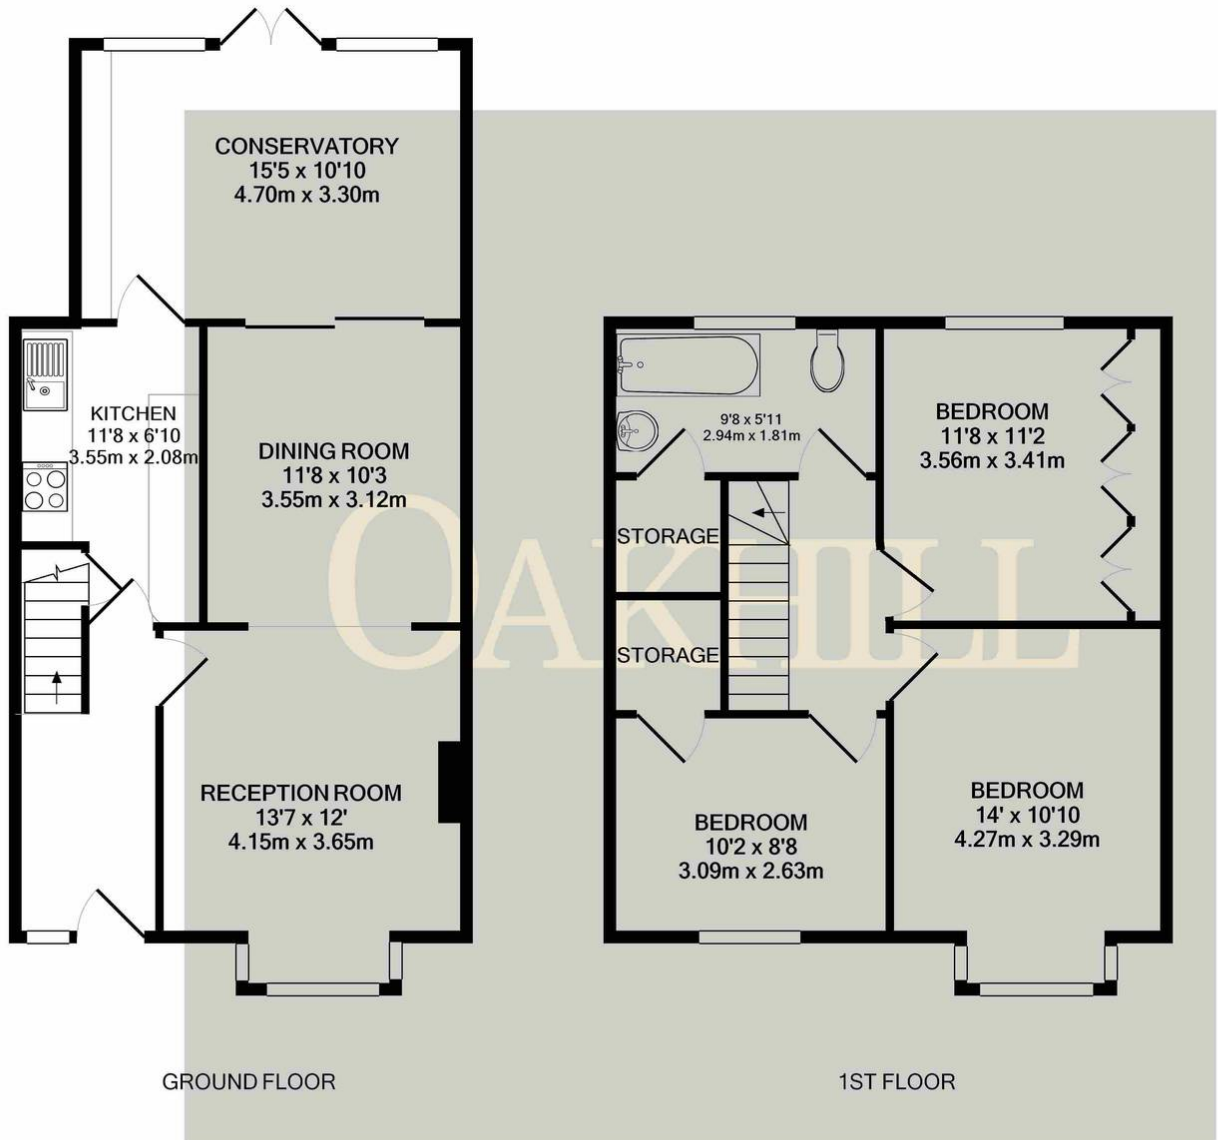 CONSERVATORY
15'5 x 10'10
4.70m x 3.30m
KITCHEN
11'8 x 6'10
3.55m x 2.08m
DINING ROOM
11'8 x 10'3
3.55m x 3.12m
RECEPTION ROOM
13'7 x 12'
4.15m x 3.65m
GROUND FLOOR
9'8 x 5'11
2.94m x 1.81m
BEDROOM
11'8 x 11'2
3.56m x 3.41m
STORAGE
STORAGE
BEDROOM
10'2 x 8'8
3.09m x 2.63m
BEDROOM
14' x 10'10
4.27m x 3.29m
1ST FLOOR
OAKHILL